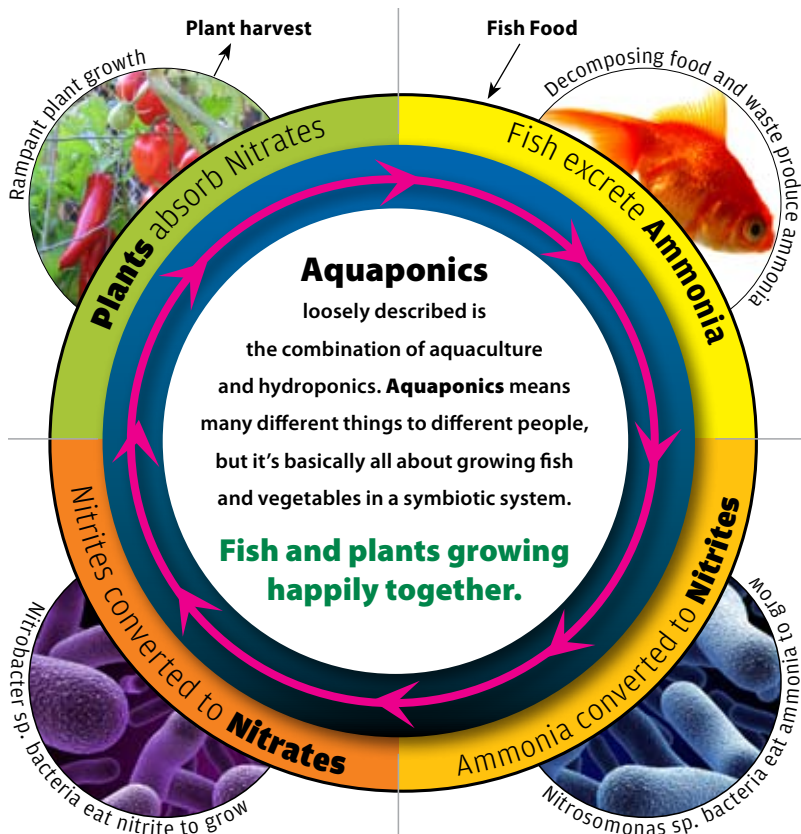 Plant harvest
Fish Food
Rampant plant growth
Plants absorb Nitrates
Fish excrete Ammonia
Decomposing food and waste produce ammonia
Aquaponics
loosely described is
the combination of aquaculture
and hydroponics. Aquaponics means
many different things to different people,
but it's basically all about growing fish
and vegetables in a symbiotic system.
Fish and plants growing
happily together.
Nitrites converted to Nitrates
Nitrobacter sp. bacteria eat nitrite to grow
Ammonia converted to Nitrites
Nitrosomonas sp. bacteria eat ammonia to grow